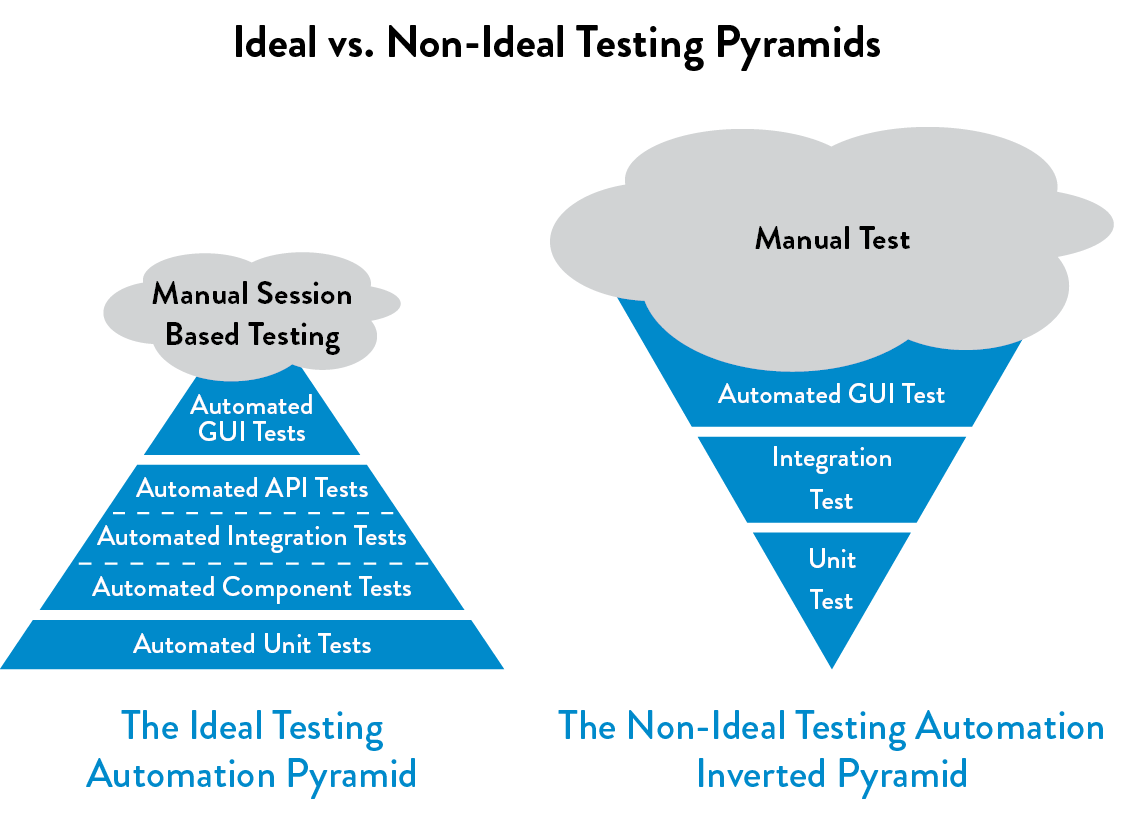 Ideal vs. Non-Ideal Testing Pyramids
Manual Session
Based Testing
Automated
GUI Tests
Automated API Tests
Automated Integration Tests
Automated Component Tests
Automated Unit Tests
The Ideal Testing
Automation Pyramid
Manual Test
Automated GUI Test
Integration
Test
Unit
Test
The Non-Ideal Testing Automation
Inverted Pyramid